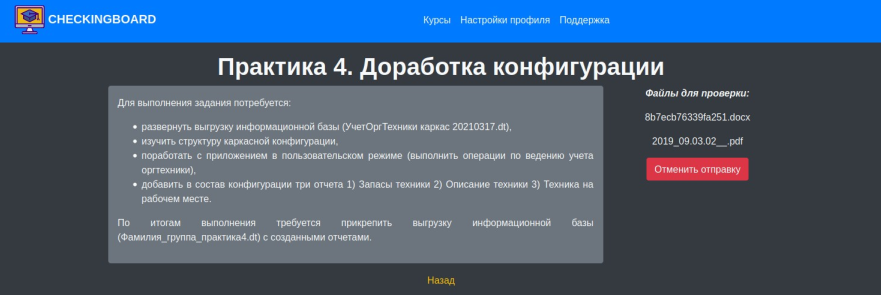 CHECKINGBOARD
Курсы Настройки профиля Поддержка
Практика 4. Доработка конфигурации
Для выполнения задания потребуется:
развернуть выгрузку информационной базы (УчетОргТехники каркас 20210317.dt),
изучить структуру каркасной конфигурации,
поработать с приложением в пользовательском режиме (выполнить операции по ведению учета
оргтехники),
добавить в состав конфигурации три отчета 1) Запасы техники 2) Описание техники 3) Техника на
рабочем месте.
По итогам выполнения требуется прикрепить выгрузку информационной базы
(Фамилия_группа_практика4.dt) с созданными отчетами.
Файлы для проверки:
8b7ecb76339fa251.docx
2019_09.03.02__.pdf
Отменить отправку
Назад